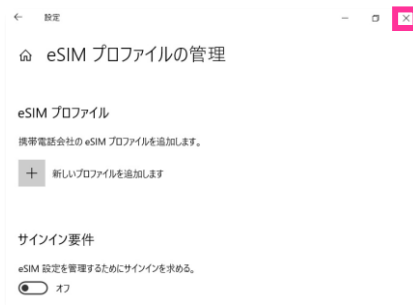 設定
eSIM プロファイルの管理
eSIM プロファイル
携帯電話会社の eSIM プロファイルを追加します。
新しいプロファイルを追加します
サインイン要件
eSIM 設定を管理するためにサインインを求める。
オフ